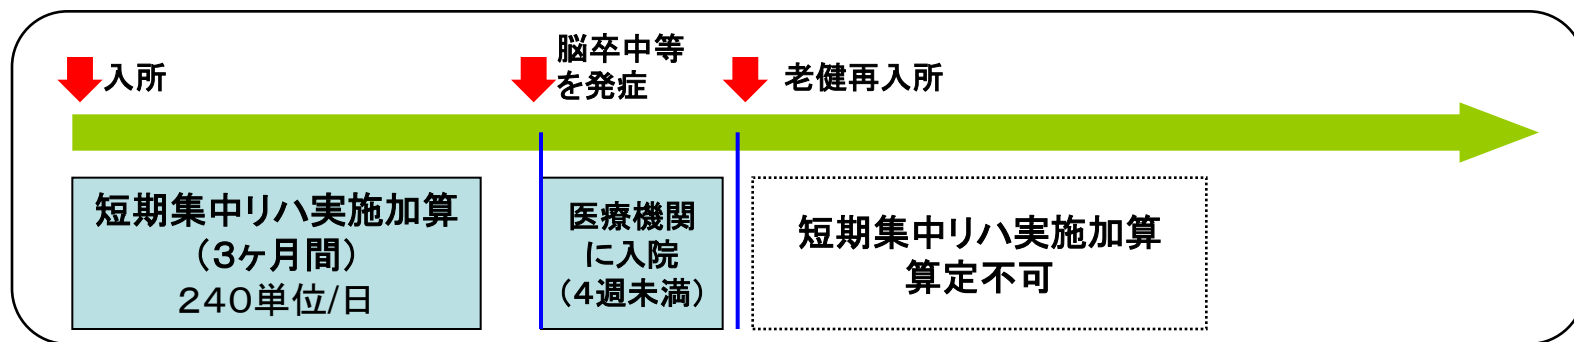 入所
脳卒中等
を発症
老健再入所
短期集中リハ実施加算
（３ヶ月間）
２４０単位/日
医療機関
に入院
（４週未満）
短期集中リハ実施加算
算定不可